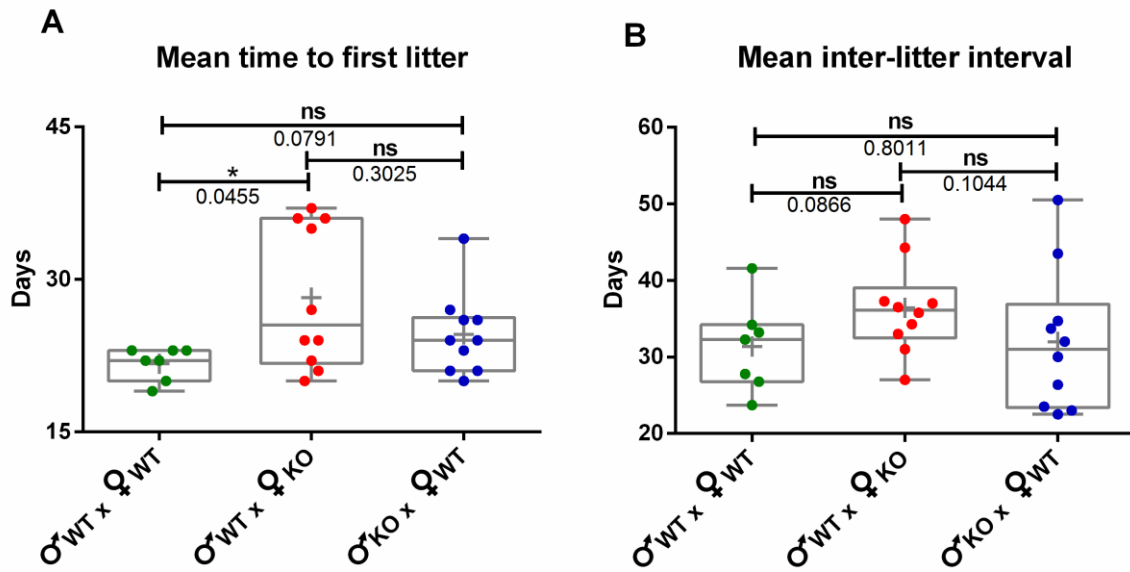 A
Mean time to first litter
ns
0.0791
ns
0.3025
*
0.0455
45
30
15
Days
♂WT x ♀WT
♂WT x ♀KO
♂KO x ♀WT
B
Mean inter-litter interval
ns
0.8011
ns
0.1044
ns
0.0866
60
50
40
30
20
Days
♂WT x ♀WT
♂WT x ♀KO
♂KO x ♀WT